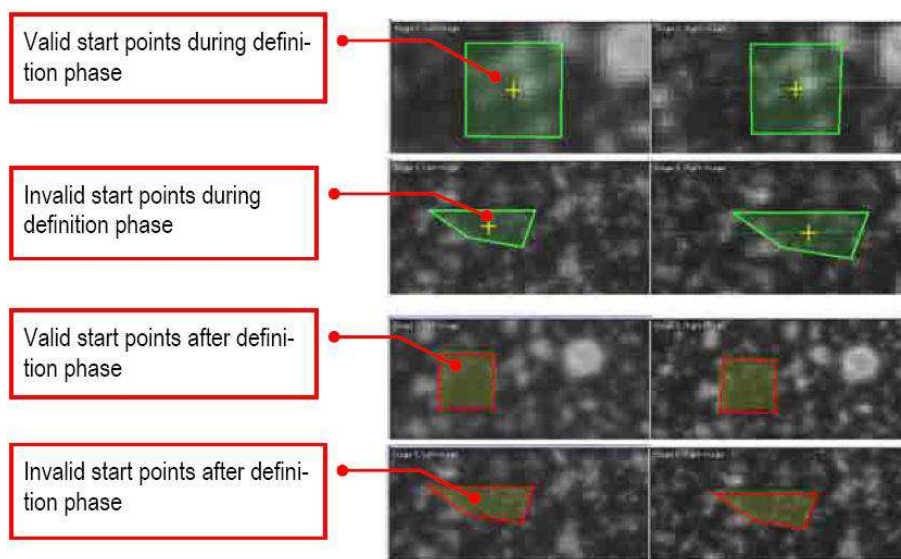 Valid start points during defini-
tion phase
Invalid start points during
definition phase
Valid start points after defini-
tion phase
Invalid start points after defini-
tion phase